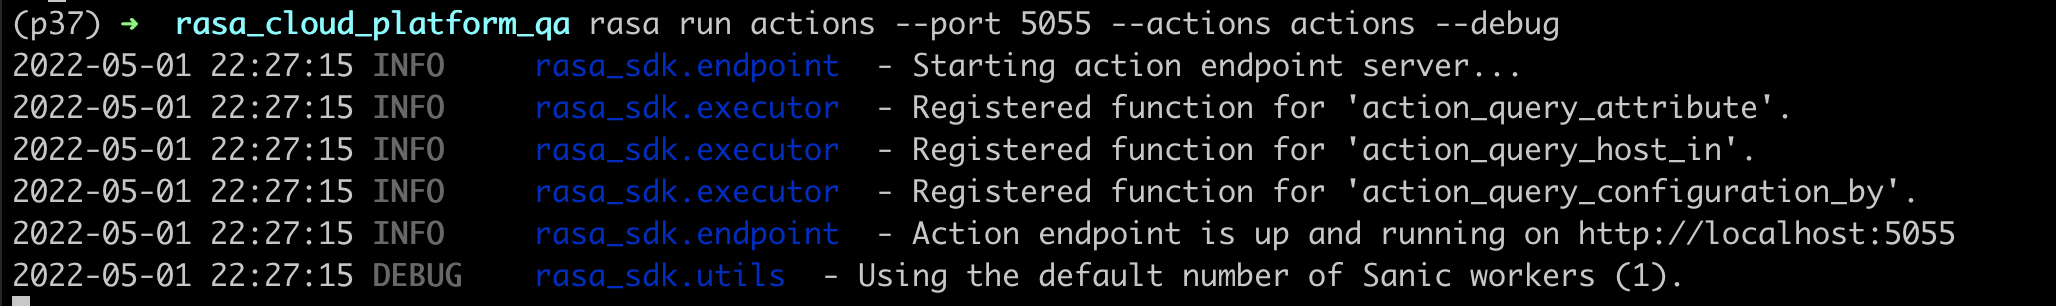 (p37) ➜  rasa_cloud_platform_qa rasa run actions --port 5055 --actions actions --debug
2022-05-01 22:27:15 INFO     rasa_sdk.endpoint  - Starting action endpoint server...
2022-05-01 22:27:15 INFO     rasa_sdk.executor  - Registered function for 'action_query_attribute'.
2022-05-01 22:27:15 INFO     rasa_sdk.executor  - Registered function for 'action_query_host_in'.
2022-05-01 22:27:15 INFO     rasa_sdk.executor  - Registered function for 'action_query_configuration_by'.
2022-05-01 22:27:15 INFO     rasa_sdk.endpoint  - Action endpoint is up and running on http://localhost:5055
2022-05-01 22:27:15 DEBUG    rasa_sdk.utils  - Using the default number of Sanic workers (1).